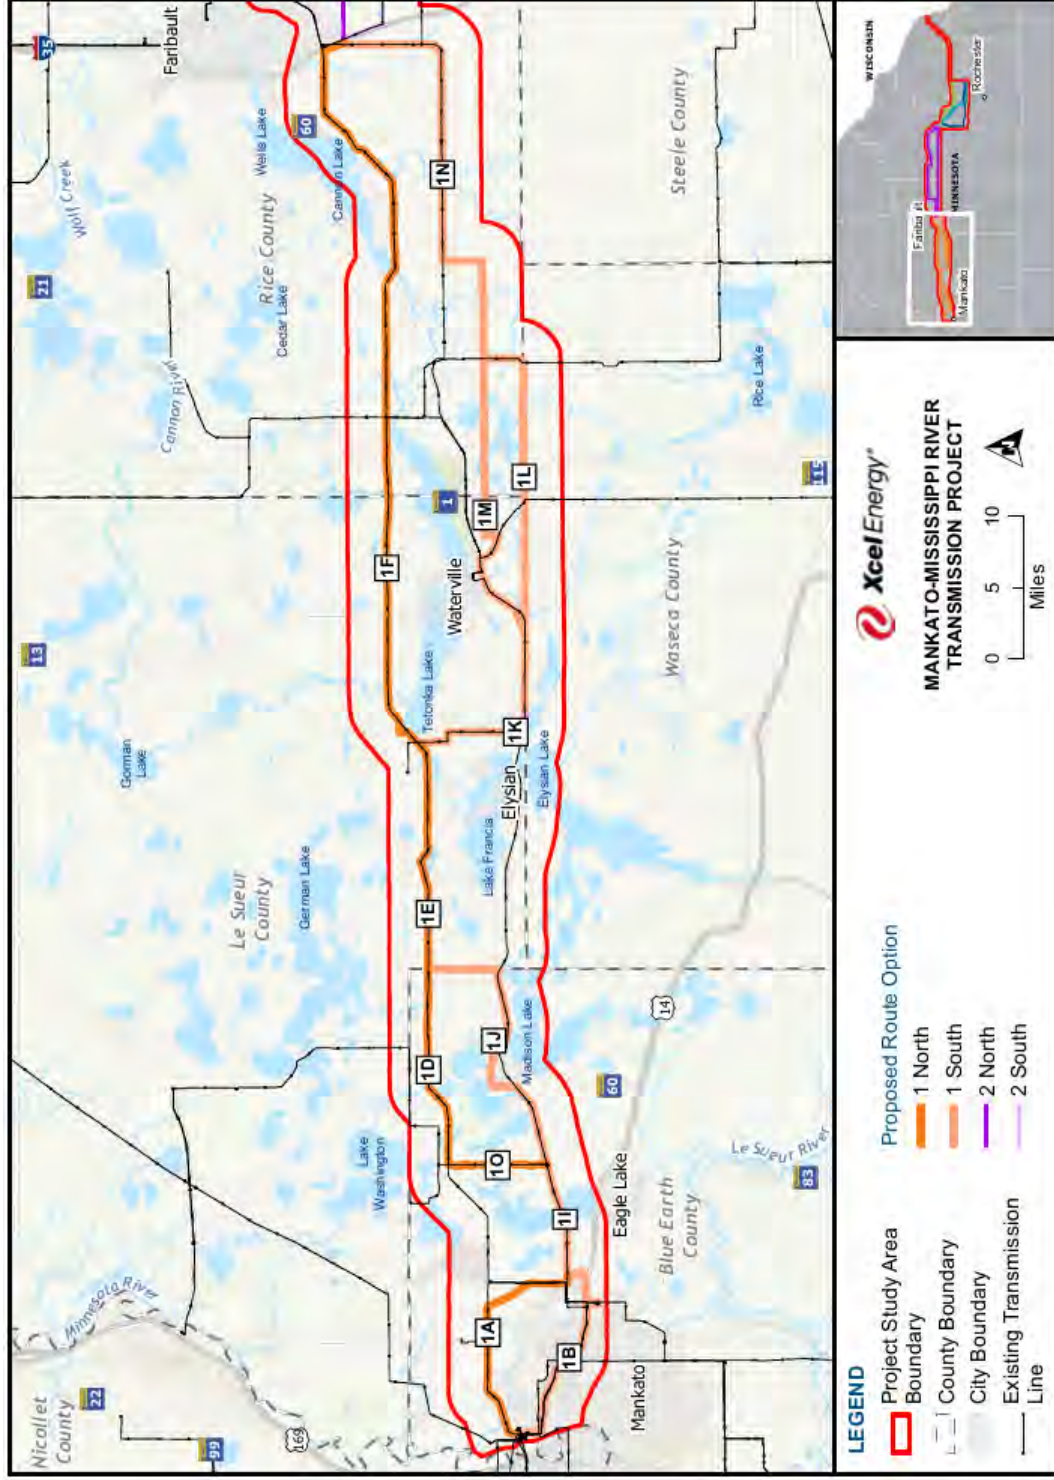 Nicollet
County
22
99
169
Minnesota River
Mankato
1A
1B
1I
Eagle Lake
Blue Earth
County
83
Le Sueur River
60
14
Lake
Washington
1O
1D
1J
Madison Lake
1E
Le Sueur
County
German Lake
Lake Francis
Elysian
Elysian Lake
1K
Gorman
Lake
13
Tetonka Lake
Waterville
1F
1M
1L
1
Waseca County
Rice Lake
Cannon River
21
Cedar Lake
Rice County
Wolf Creek
Wells Lake
Cannon Lake
60
1N
Steele County
35
Faribault
LEGEND
Project Study Area
Boundary
County Boundary
City Boundary
Existing Transmission
Line
Proposed Route Option
1 North
1 South
2 North
2 South
Xcel Energy®
MANKATO-MISSISSIPPI RIVER
TRANSMISSION PROJECT
0 5 10
Miles
N
WISCONSIN
MINNESOTA
Mankato
Rochester